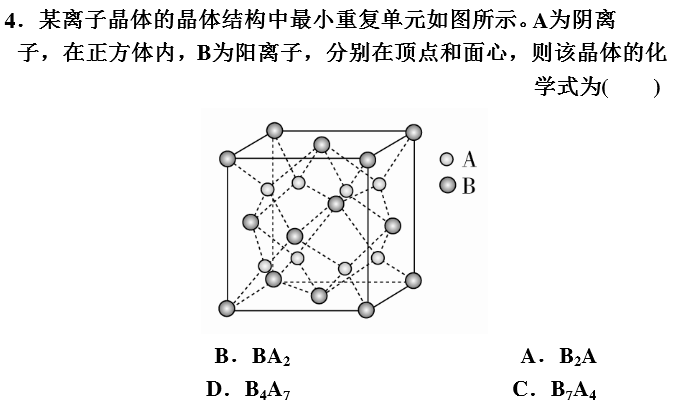 4．某离子晶体的晶体结构中最小重复单元如图所示。A为阴离
子，在正方体内，B为阳离子，分别在顶点和面心，则该晶体的化
学式为(　　)
A
B
B．BA₂　　A．B₂A
D．B₄A₇　　C．B₇A₄